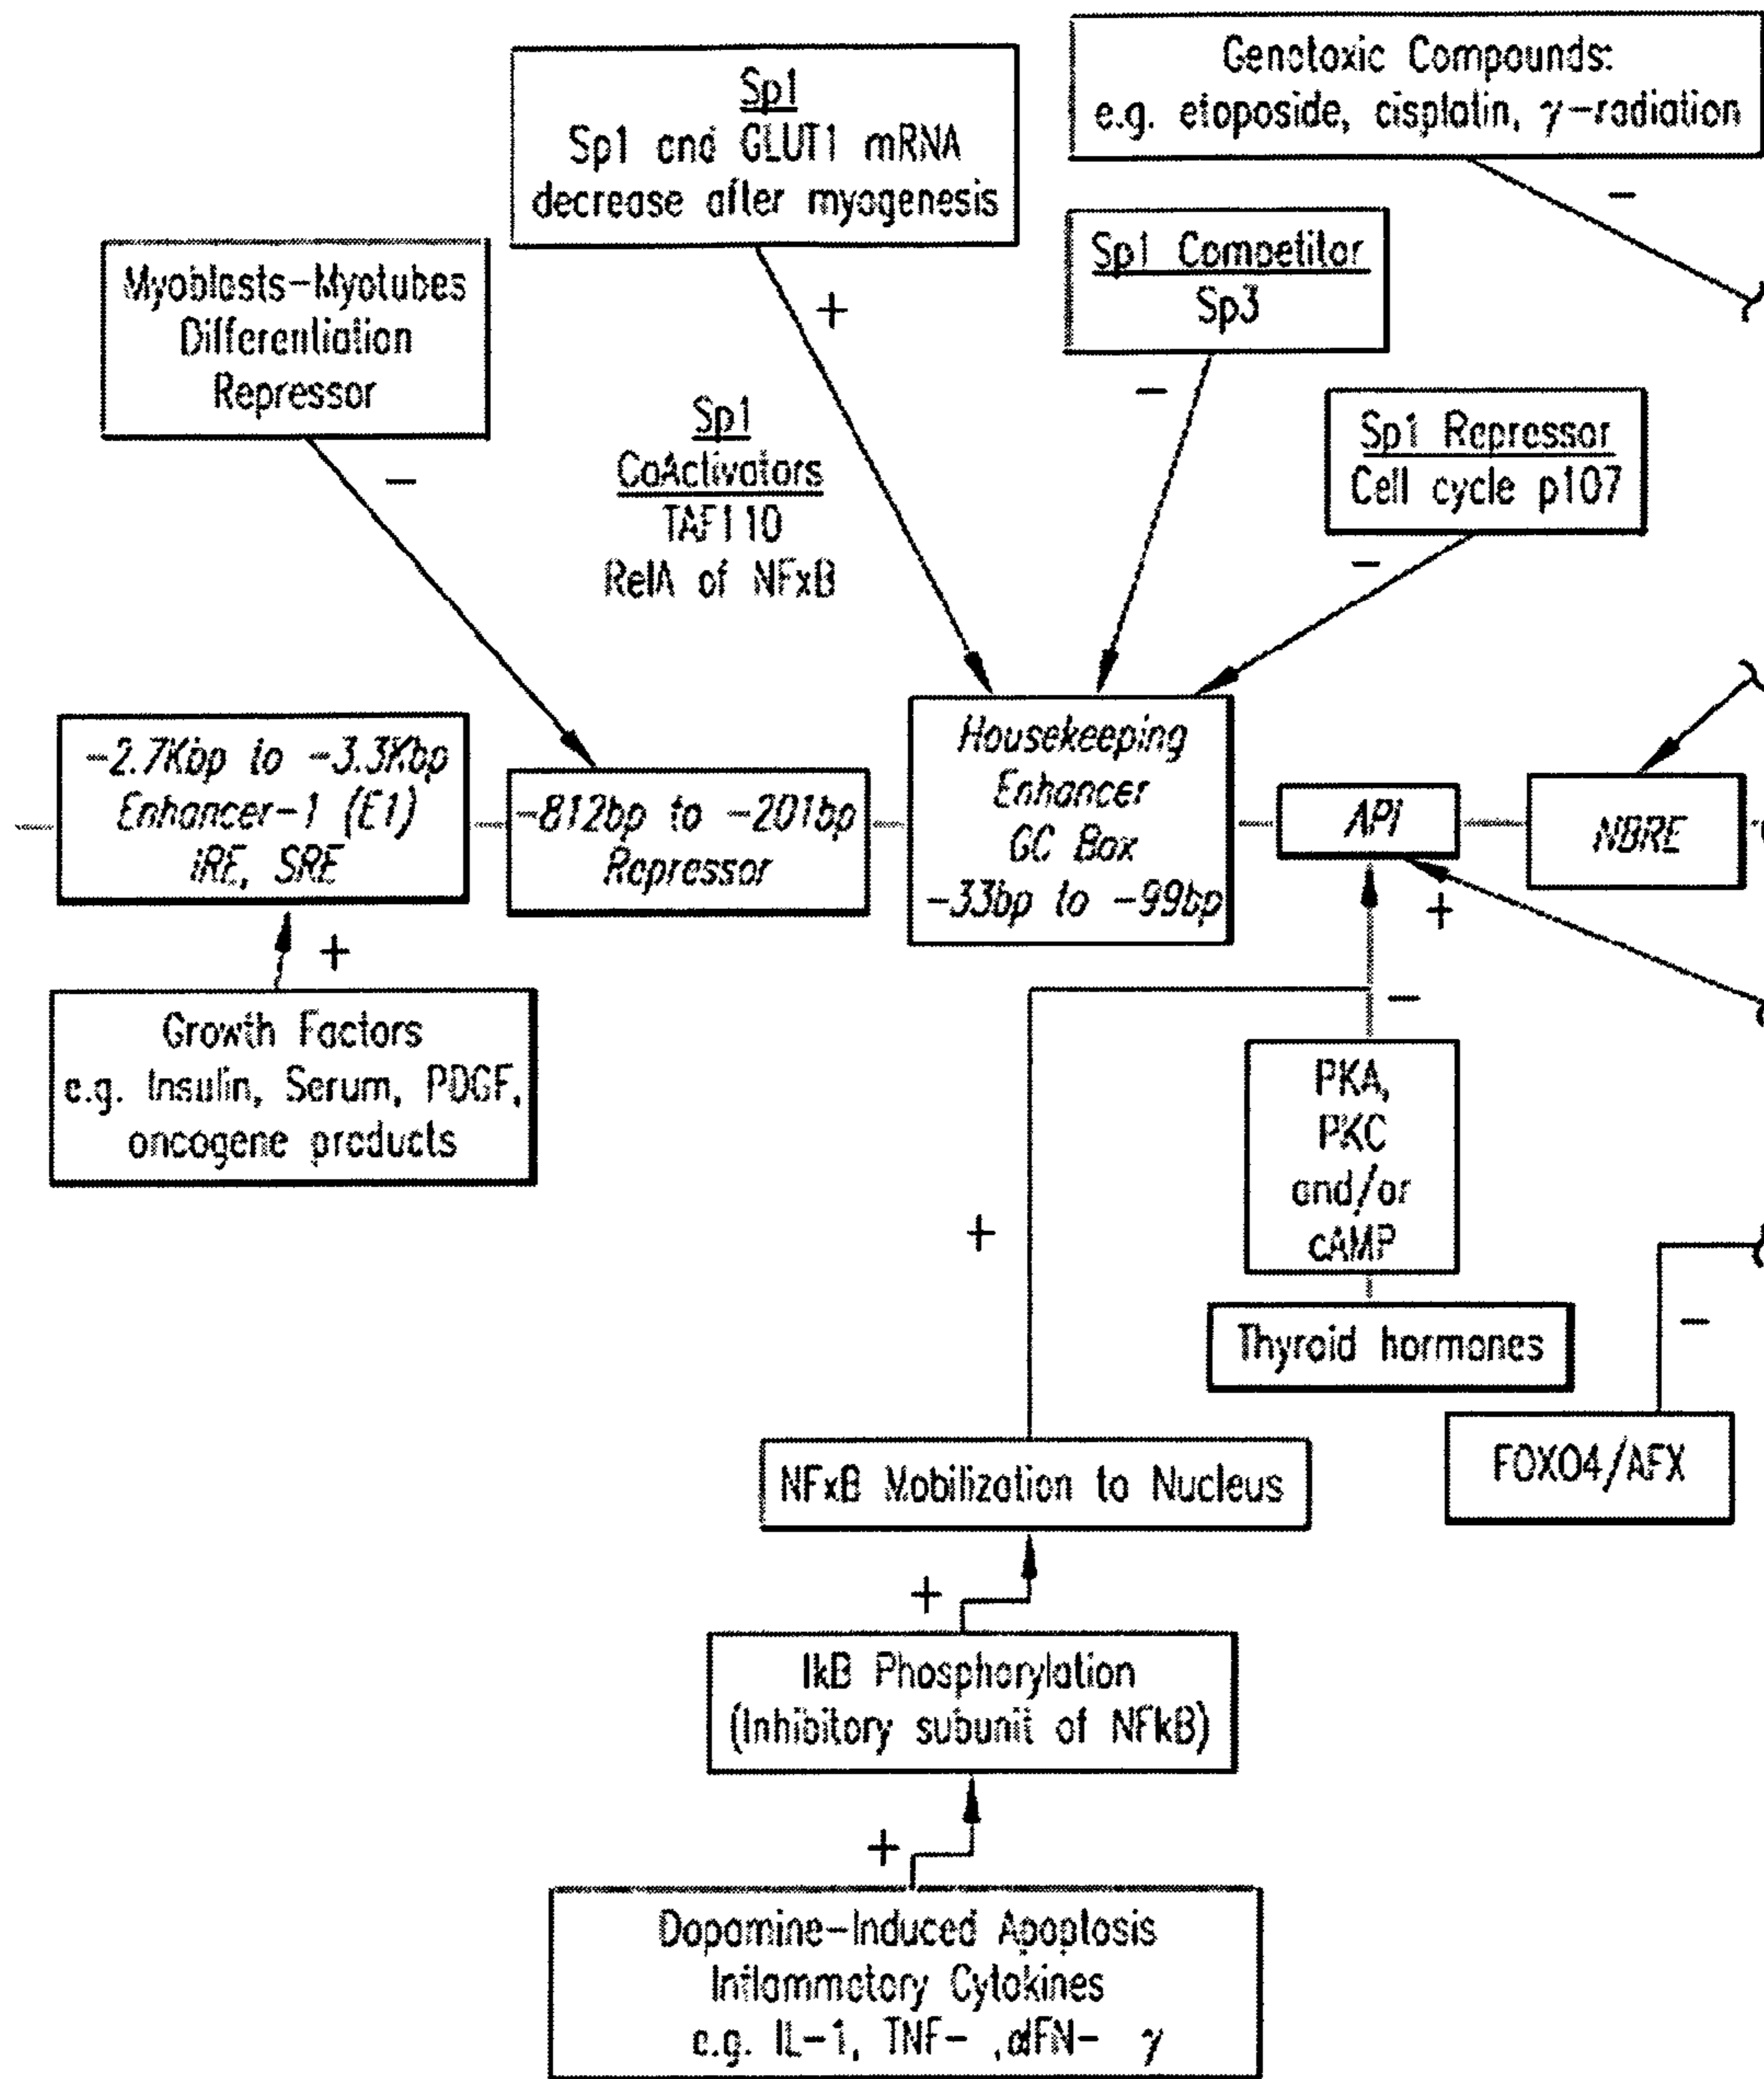 Genotoxic Compounds:
e.g. etoposide, cisplatin, γ-radiation
Sp1
Sp1 and GLUT1 mRNA
decrease after myogenesis
-
Sp1 Competitor
Sp3
Myoblasts-Myotubes
Differentiation
Repressor
+
-
Sp1 Repressor
Cell cycle p107
-
Sp1
CoActivators
TAF110
RelA of NFxB
-
-2.7Kbp to -3.3Kbp
Enhancer-1 (E1)
IRE, SRE
-812bp to -201bp
Repressor
Housekeeping
Enhancer
GC Box
-33bp to -99bp
AP1
NBRE
+
+
Growth Factors
e.g. Insulin, Serum, PDGF,
oncogene products
-
PKA,
PKC
and/or
cAMP
+
Thyroid hormones
-
NFxB Mobilization to Nucleus
FOXO4/AFX
+
IkB Phosphorylation
(Inhibitory subunit of NFkB)
+
Dopamine-Induced Apoptosis
Inflammatory Cytokines
e.g. IL-1, TNF- ,αIFN- γ